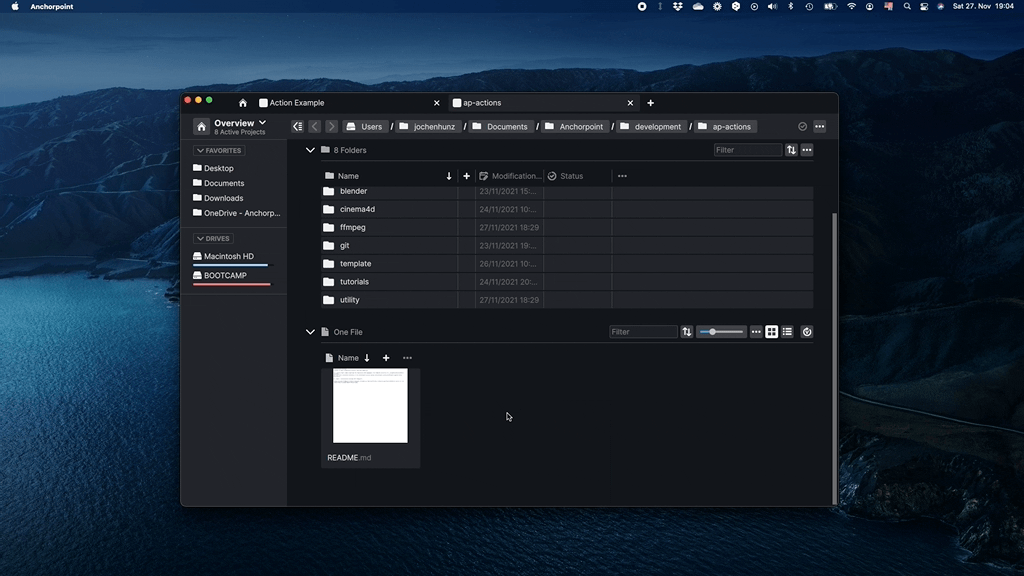 Anchorpoint
Sat 27. Nov 19:04
Action Example
ap-actions
Overview
8 Active Projects
Users / jochenhunz / Documents / Anchorpoint / development / ap-actions
FAVORITES
Desktop
Documents
Downloads
OneDrive - Anchorp...
DRIVES
Macintosh HD
BOOTCAMP
8 Folders
Filter
Name
Modification...
Status
blender 23/11/2021 15:...
cinema4d 24/11/2021 10:...
ffmpeg 27/11/2021 18:29
git 23/11/2021 19:...
template 26/11/2021 10:...
tutorials 24/11/2021 20:...
utility 27/11/2021 18:29
One File
Filter
Name
README.md